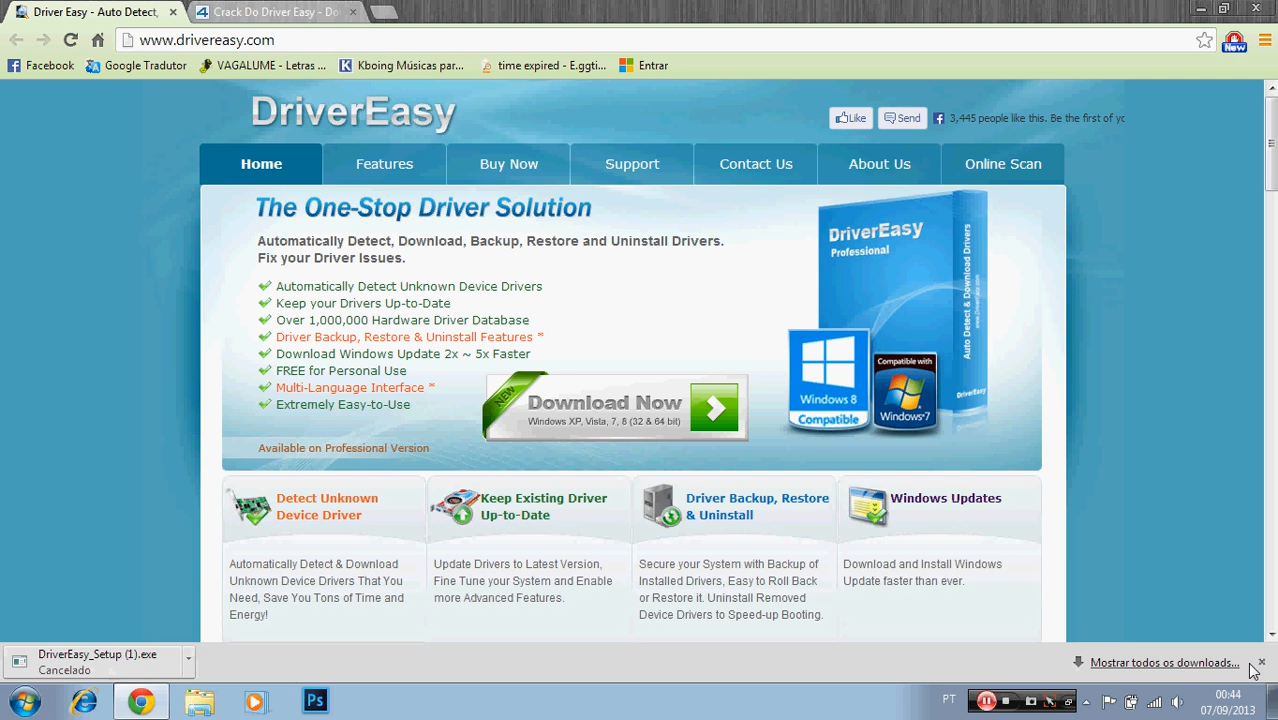 Driver Easy - Auto Detect,
Crack Do Driver Easy - Do
www.drivereasy.com
New
Facebook
Google Tradutor
VAGALUME - Letras ...
Kboing Músicas par...
time expired - E.ggti...
Entrar
DriverEasy
Like
Send
3,445 people like this. Be the first of yo
Home
Features
Buy Now
Support
Contact Us
About Us
Online Scan
The One-Stop Driver Solution
Automatically Detect, Download, Backup, Restore and Uninstall Drivers.
Fix your Driver Issues.
Automatically Detect Unknown Device Drivers
Keep your Drivers Up-to-Date
Over 1,000,000 Hardware Driver Database
Driver Backup, Restore & Uninstall Features *
Download Windows Update 2x ~ 5x Faster
FREE for Personal Use
Multi-Language Interface *
Extremely Easy-to-Use
Available on Professional Version
NEW
Download Now
Windows XP, Vista, 7, 8 (32 & 64 bit)
DriverEasy
Professional
Auto Detect & Download Drivers
DriverEasy
Windows 8
Compatible
Compatible with
Windows 7
Detect Unknown
Device Driver
Automatically Detect & Download
Unknown Device Drivers That You
Need, Save You Tons of Time and
Energy!
Keep Existing Driver
Up-to-Date
Update Drivers to Latest Version,
Fine Tune your System and Enable
more Advanced Features.
Driver Backup, Restore
& Uninstall
Secure your System with Backup of
Installed Drivers, Easy to Roll Back
or Restore it. Uninstall Removed
Device Drivers to Speed-up Booting.
Windows Updates
Download and Install Windows
Update faster than ever.
DriverEasy_Setup (1).exe
Cancelado
Mostrar todos os downloads...
Ps
PT
00:44
07/09/2013